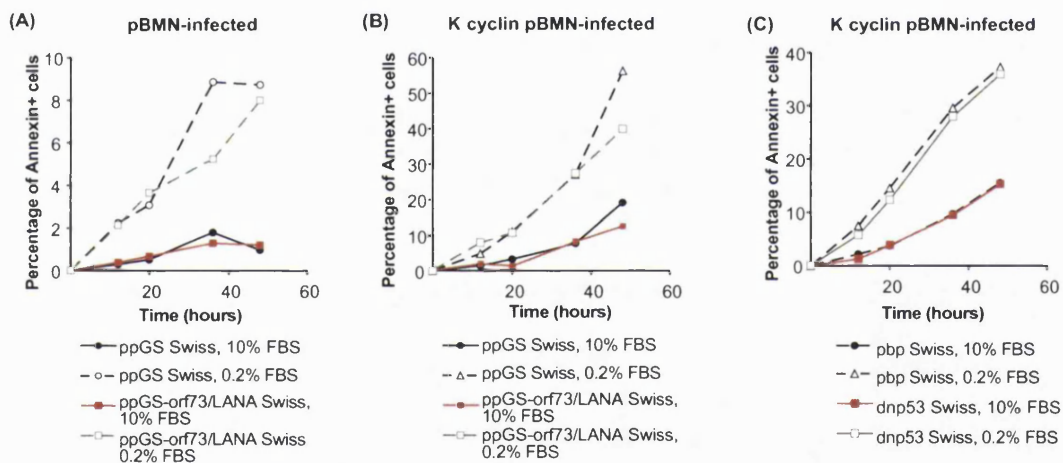 (A) pBMN-infected
Percentage of Annexin+ cells
10
8
6
4
2
0
20 40 60
Time (hours)
ppGS Swiss, 10% FBS
ppGS Swiss, 0.2% FBS
ppGS-orf73/LANA Swiss,
10% FBS
ppGS-orf73/LANA Swiss
0.2% FBS
(B) K cyclin pBMN-infected
Percentage of Annexin+ cells
60
50
40
30
20
10
0
20 40 60
Time (hours)
ppGS Swiss, 10% FBS
ppGS Swiss, 0.2% FBS
ppGS-orf73/LANA Swiss,
10% FBS
ppGS-orf73/LANA Swiss,
0.2% FBS
(C) K cyclin pBMN-infected
Percentage of Annexin+ cells
40
30
20
10
0
20 40 60
Time (hours)
pbp Swiss, 10% FBS
pbp Swiss, 0.2% FBS
dnp53 Swiss, 10% FBS
dnp53 Swiss, 0.2% FBS